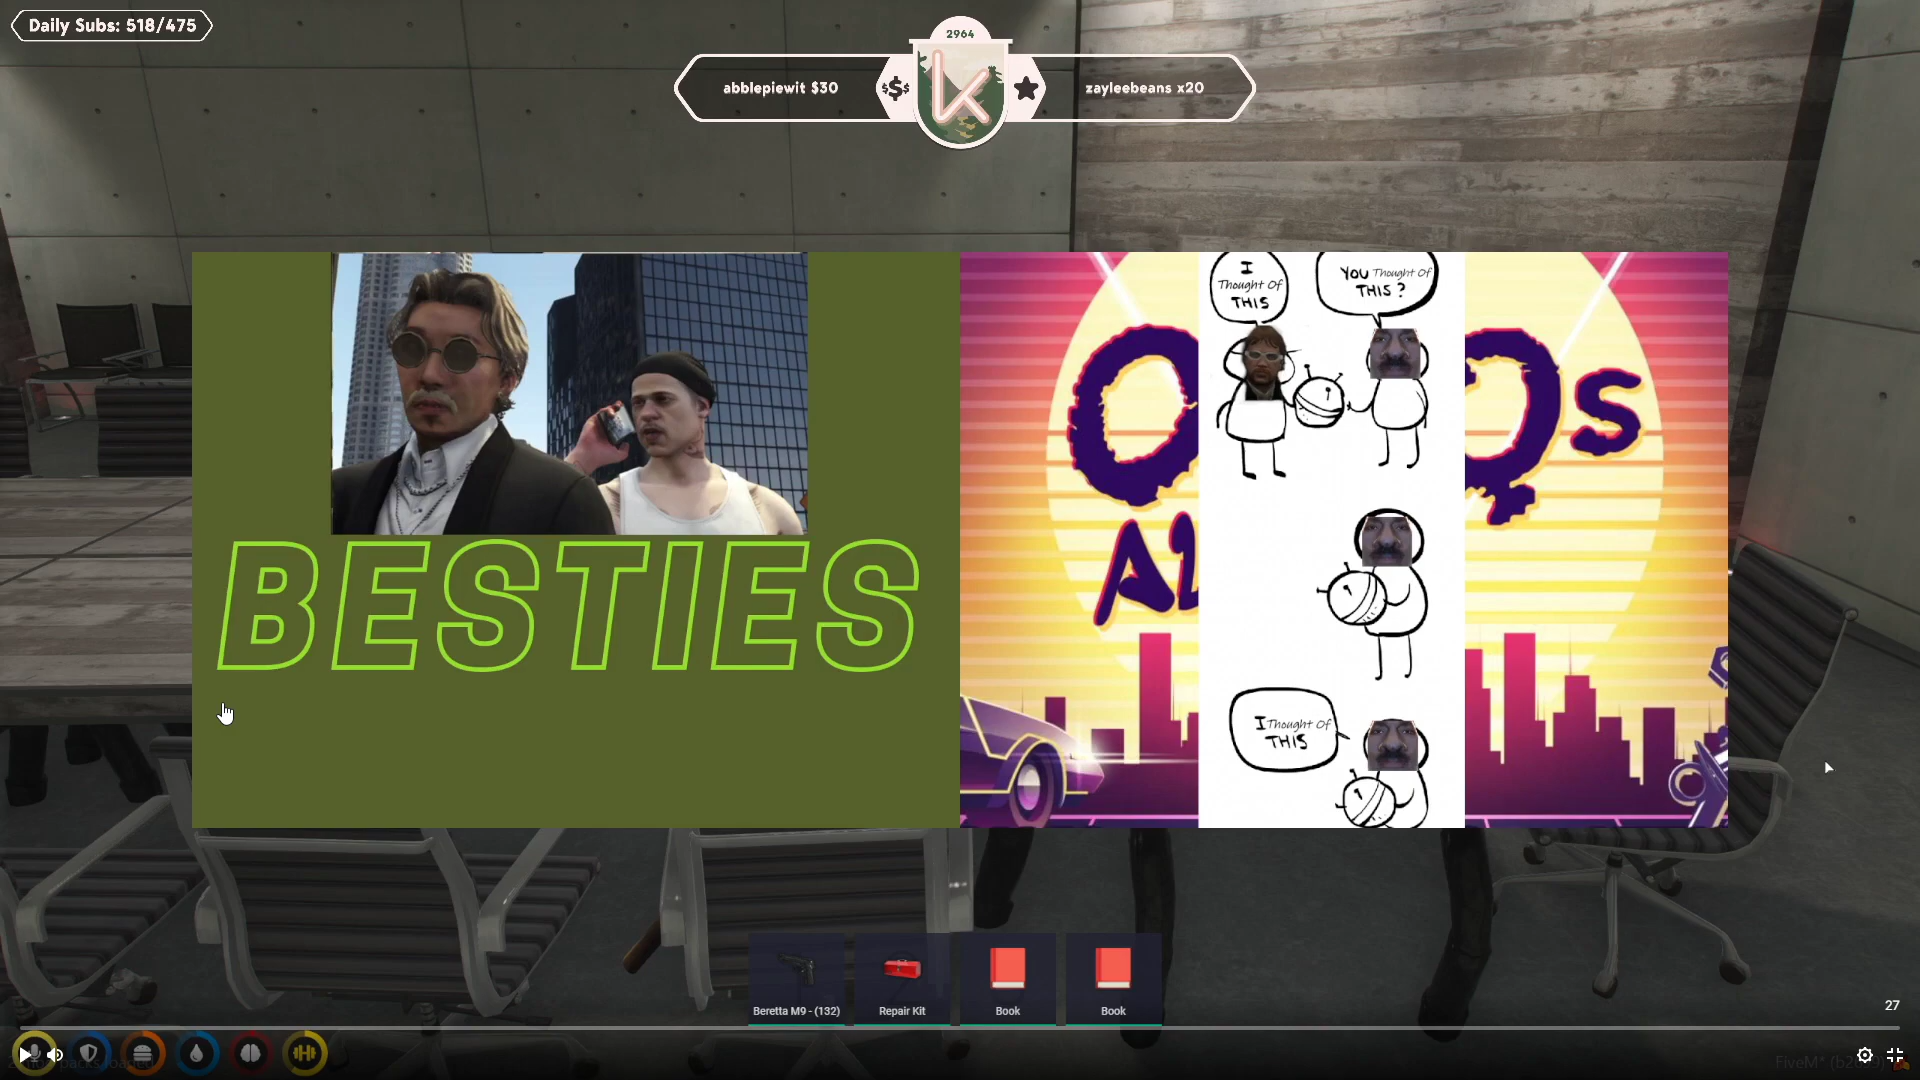 Daily Subs: 518/475
2964
abblepiewit $30
k
zayleebeans x20
I
Thought Of
THIS
YOU Thought Of
THIS ?
BESTIES
I Thought Of
THIS
Beretta M9 - (132)
Repair Kit
Book
Book
27